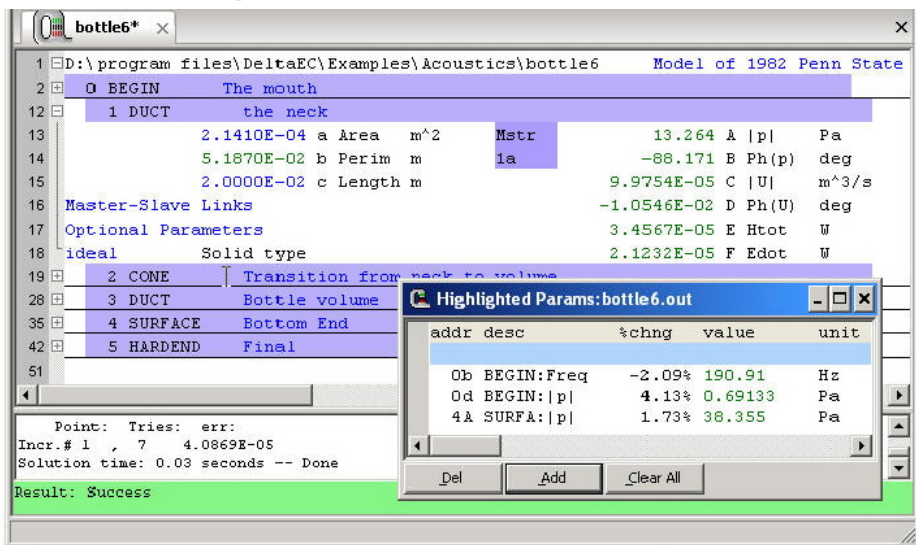 bottle6* ×
×
1 D:\program files\DeltaEC\Examples\Acoustics\bottle6 Model of 1982 Penn State
2 0 BEGIN The mouth
12 1 DUCT the neck
13 2.1410E-04 a Area m^2 Mstr 13.264 A |p| Pa
14 5.1870E-02 b Perim m 1a -88.171 B Ph(p) deg
15 2.0000E-02 c Length m 9.9754E-05 C |U| m^3/s
16 Master-Slave Links -1.0546E-02 D Ph(U) deg
17 Optional Parameters 3.4567E-05 E Htot W
18 ideal Solid type 2.1232E-05 F Edot W
19 2 CONE Transition from neck to volume
28 3 DUCT Bottle volume
35 4 SURFACE Bottom End
42 5 HARDEND Final
51
Highlighted Params:bottle6.out
addr desc %chng value unit
0b BEGIN:Freq -2.09% 190.91 Hz
0d BEGIN:|p| 4.13% 0.69133 Pa
4A SURFA:|p| 1.73% 38.355 Pa
Del Add Clear All
Point: Tries: err:
Incr.# 1 , 7 4.0869E-05
Solution time: 0.03 seconds -- Done
Result: Success